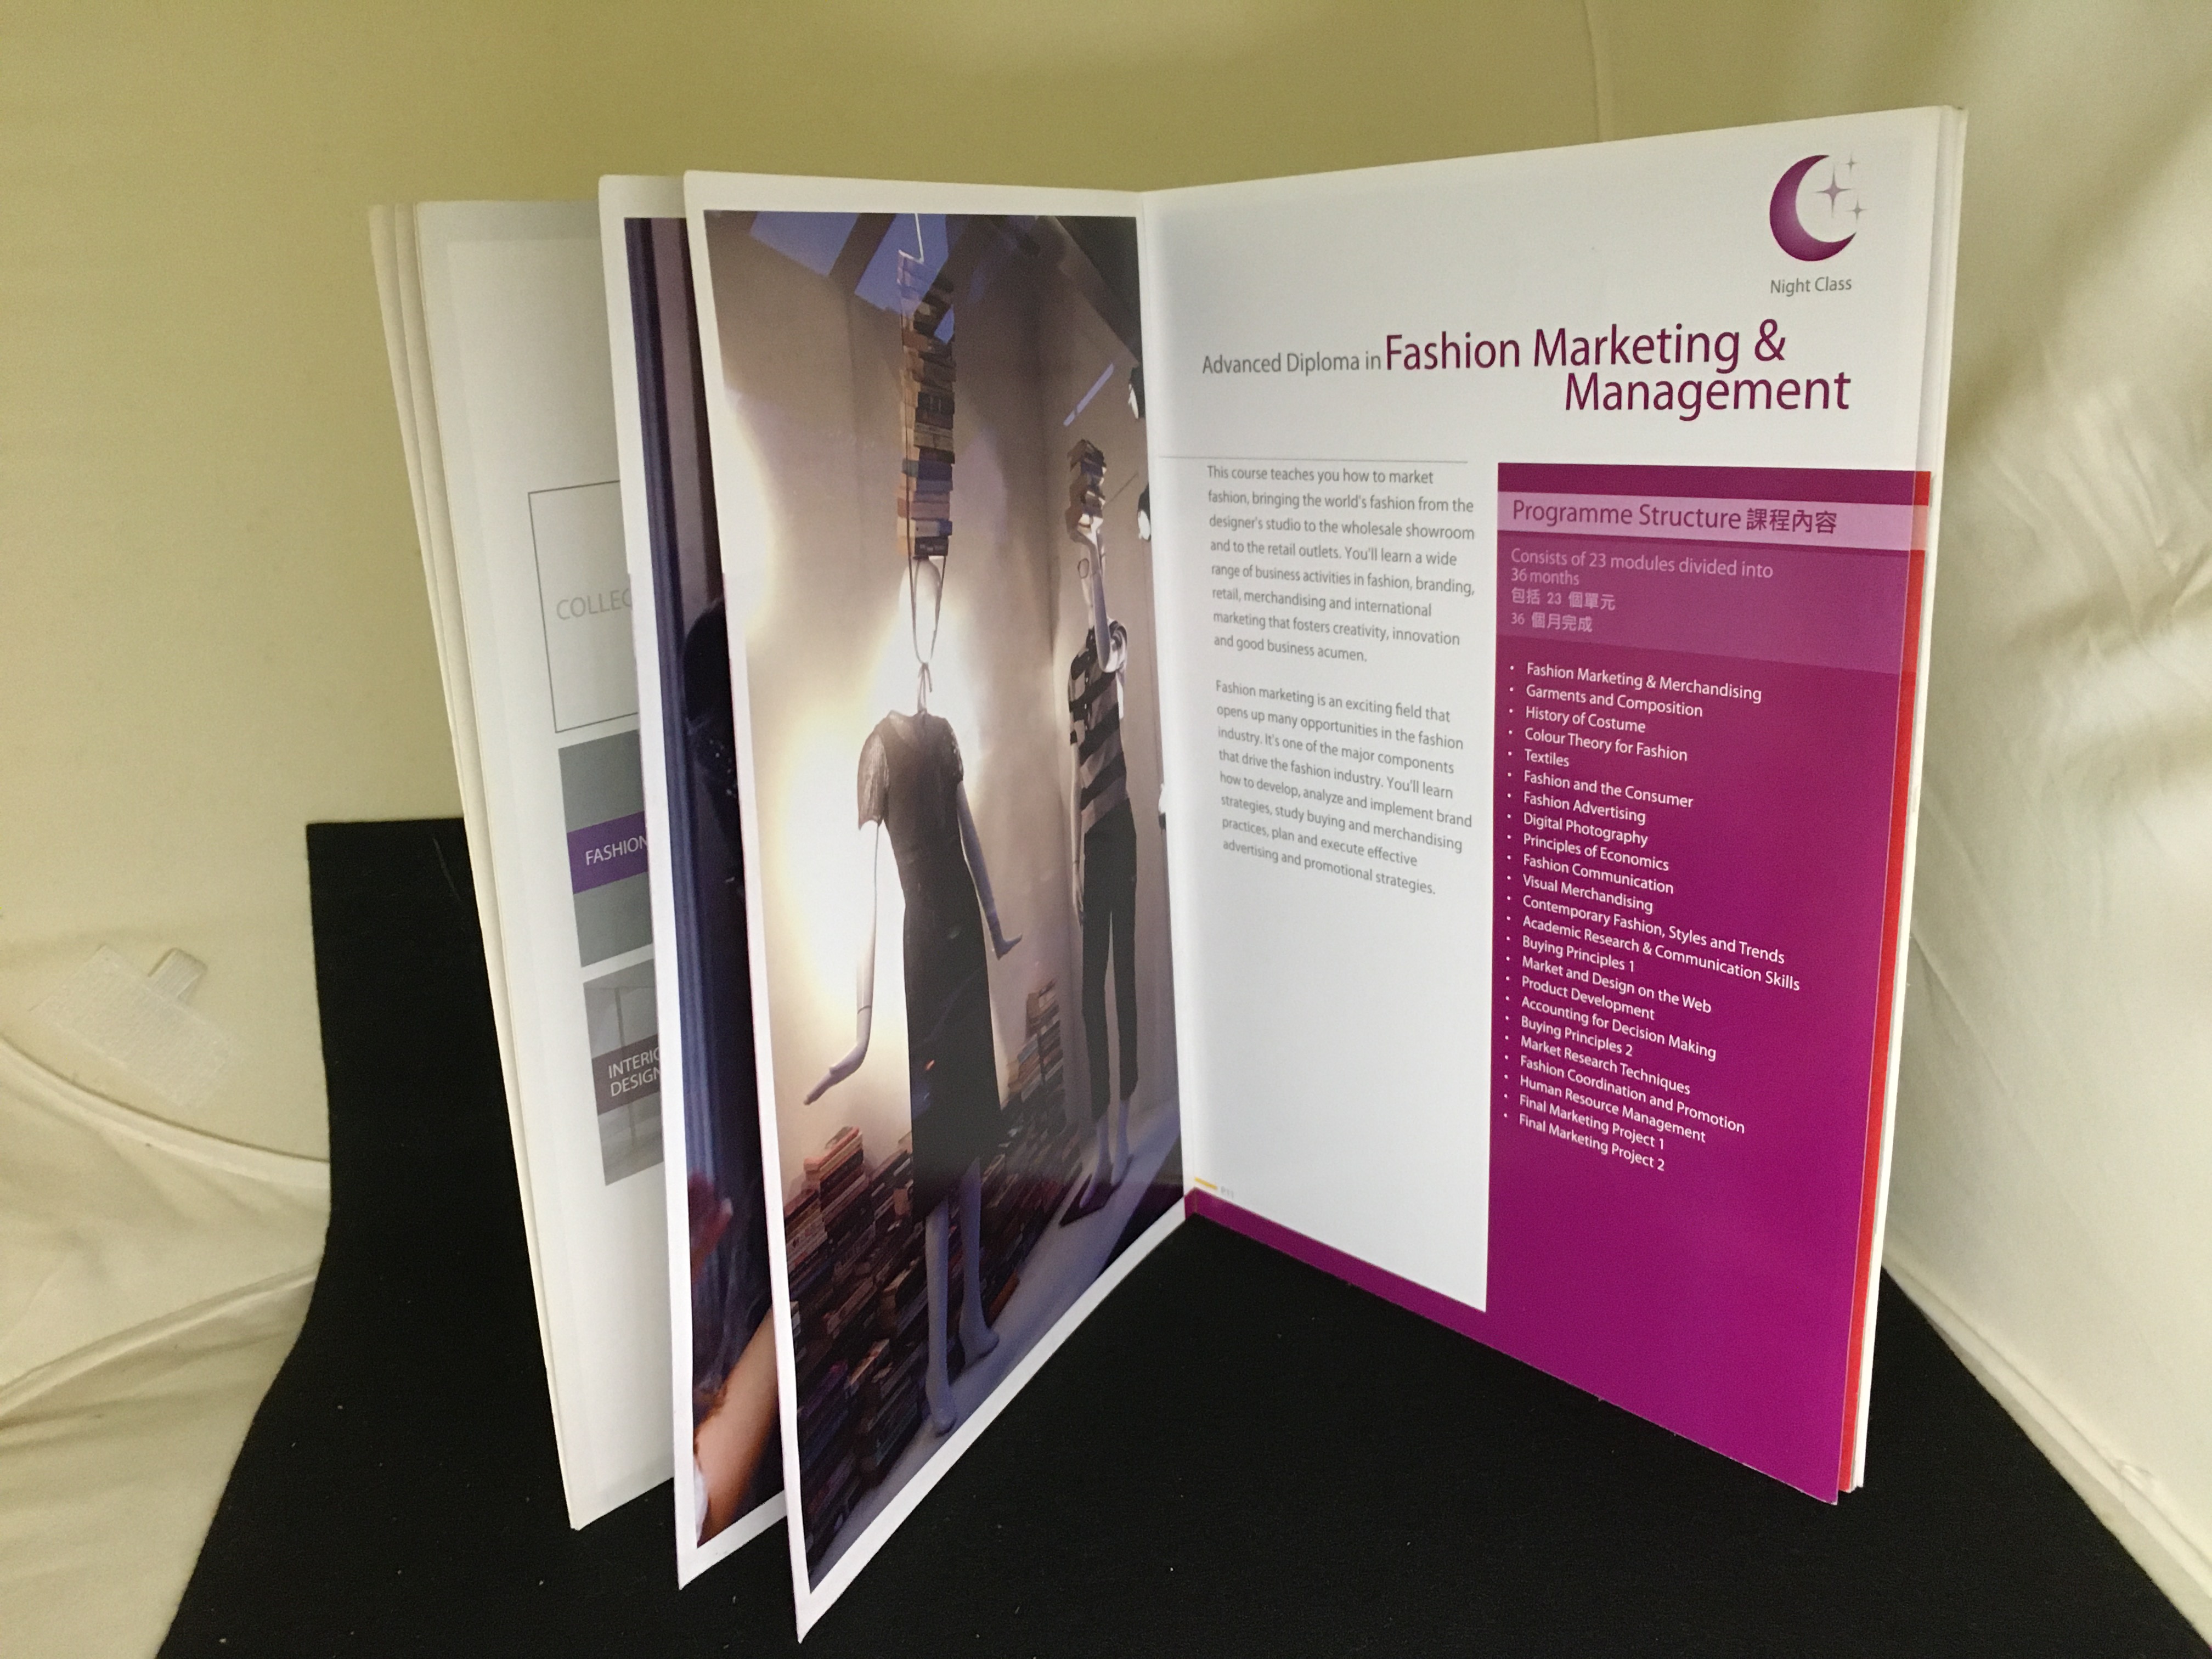 COLLEC
FASHION
INTERIO
DESIGN
Night Class
Advanced Diploma in Fashion Marketing &
Management
This course teaches you how to market
fashion, bringing the world's fashion from the
designer's studio to the wholesale showroom
and to the retail outlets. You'll learn a wide
range of business activities in fashion, branding,
retail, merchandising and international
marketing that fosters creativity, innovation
and good business acumen.
Fashion marketing is an exciting field that
opens up many opportunities in the fashion
industry. It's one of the major components
that drive the fashion industry. You'll learn
how to develop, analyze and implement brand
strategies, study buying and merchandising
practices, plan and execute effective
advertising and promotional strategies.
P11
Programme Structure 課程內容
Consists of 23 modules divided into
36 months
包括 23 個單元
36 個月完成
• Fashion Marketing & Merchandising
• Garments and Composition
• History of Costume
• Colour Theory for Fashion
• Textiles
• Fashion and the Consumer
• Fashion Advertising
• Digital Photography
• Principles of Economics
• Fashion Communication
• Visual Merchandising
• Contemporary Fashion, Styles and Trends
• Academic Research & Communication Skills
• Buying Principles 1
• Market and Design on the Web
• Product Development
• Accounting for Decision Making
• Buying Principles 2
• Market Research Techniques
• Fashion Coordination and Promotion
• Human Resource Management
• Final Marketing Project 1
• Final Marketing Project 2